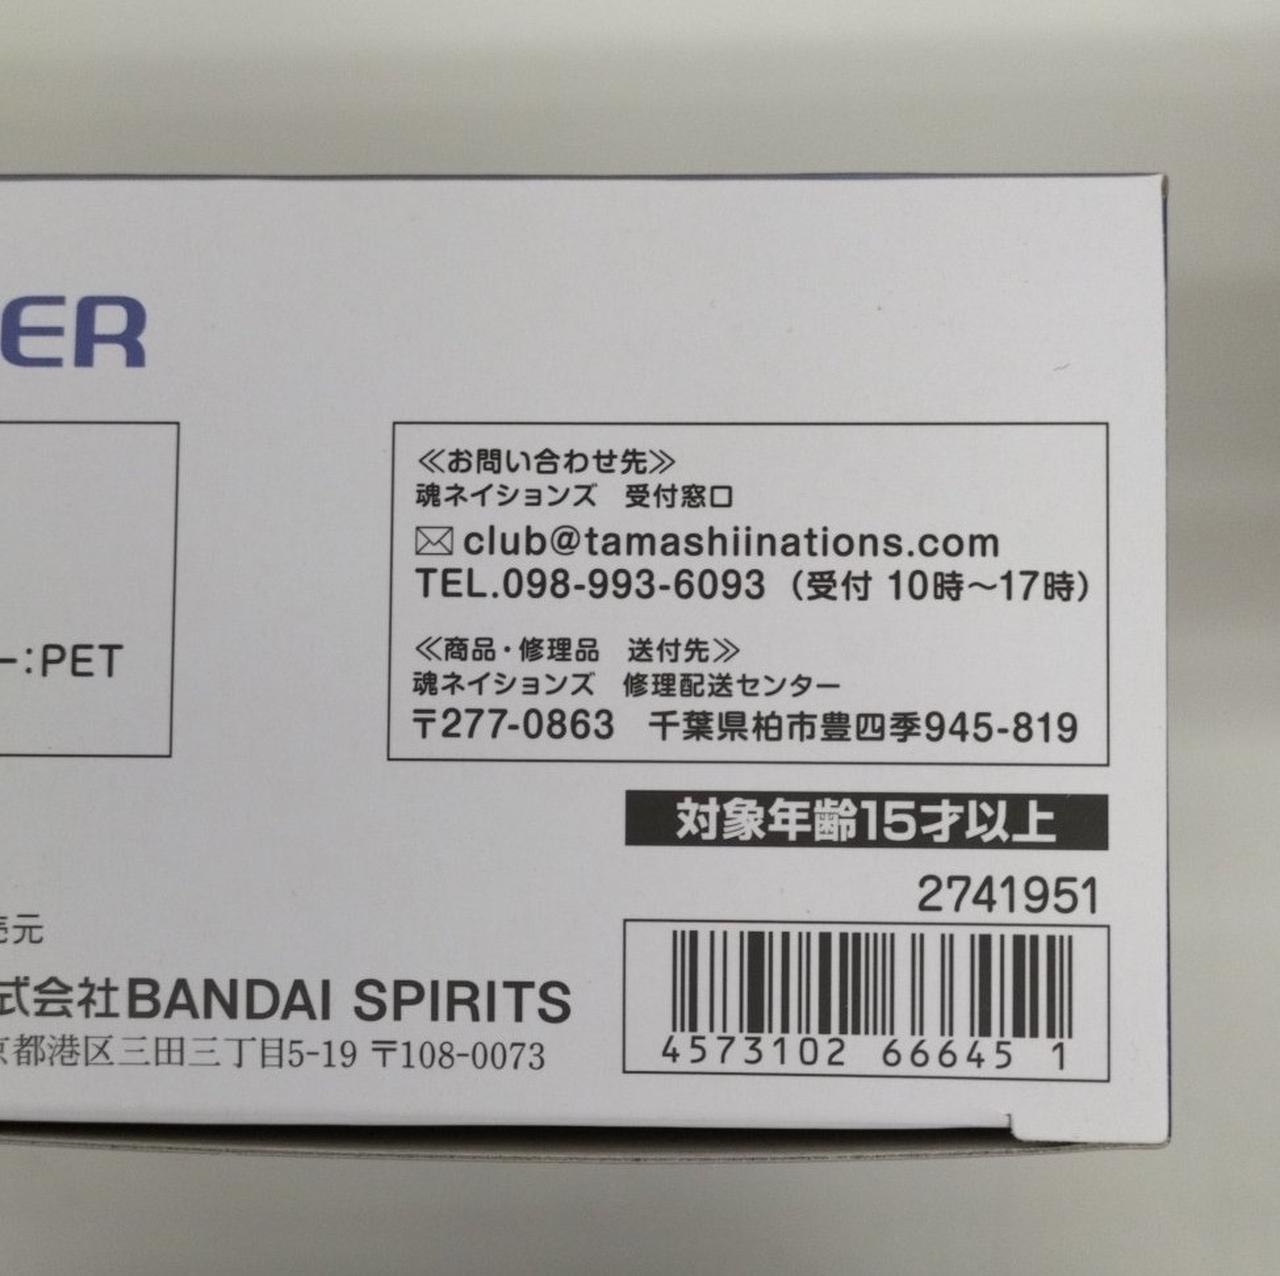 ER
ー:PET
≪お問い合わせ先≫
魂ネイションズ 受付窓口
club@tamashiinations.com
TEL.098-993-6093（受付 10時～17時）
≪商品・修理品 送付先≫
魂ネイションズ 修理配送センター
〒277-0863 千葉県柏市豊四季945-819
対象年齢15才以上
2741951
売元
式会社BANDAI SPIRITS
京都港区三田三丁目5-19 〒108-0073
4573102 66645 1